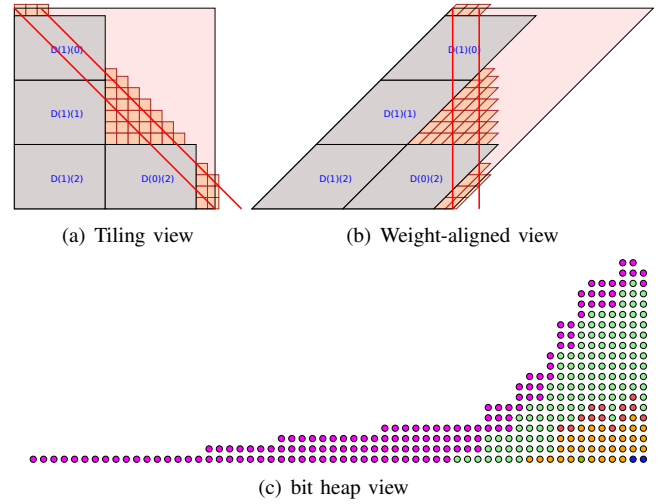 D(1)(0)
D(1)(1)
D(1)(2)
D(0)(2)
(a) Tiling view
D(1)(0)
D(1)(1)
D(1)(2)
D(0)(2)
(b) Weight-aligned view
(c) bit heap view